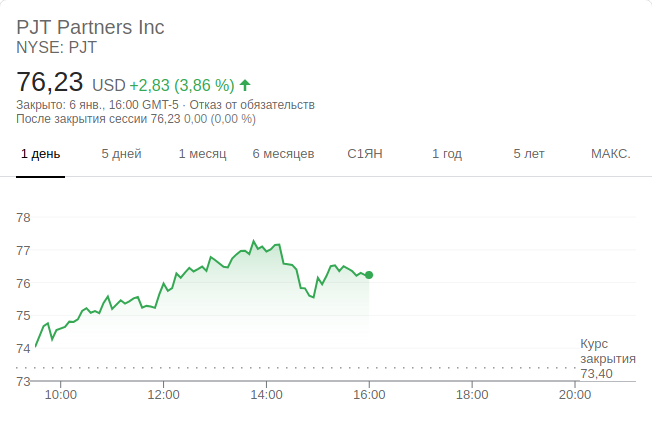 PJT Partners Inc
NYSE: PJT
76,23 USD +2,83 (3,86 %)
Закрыто: 6 янв., 16:00 GMT-5 · Отказ от обязательств
После закрытия сессии 76,23 0,00 (0,00 %)
1 день 5 дней 1 месяц 6 месяцев С1ЯН 1 год 5 лет МАКС.
78
77
76
75
74
Курс
закрытия
73,40
73
10:00 12:00 14:00 16:00 18:00 20:00